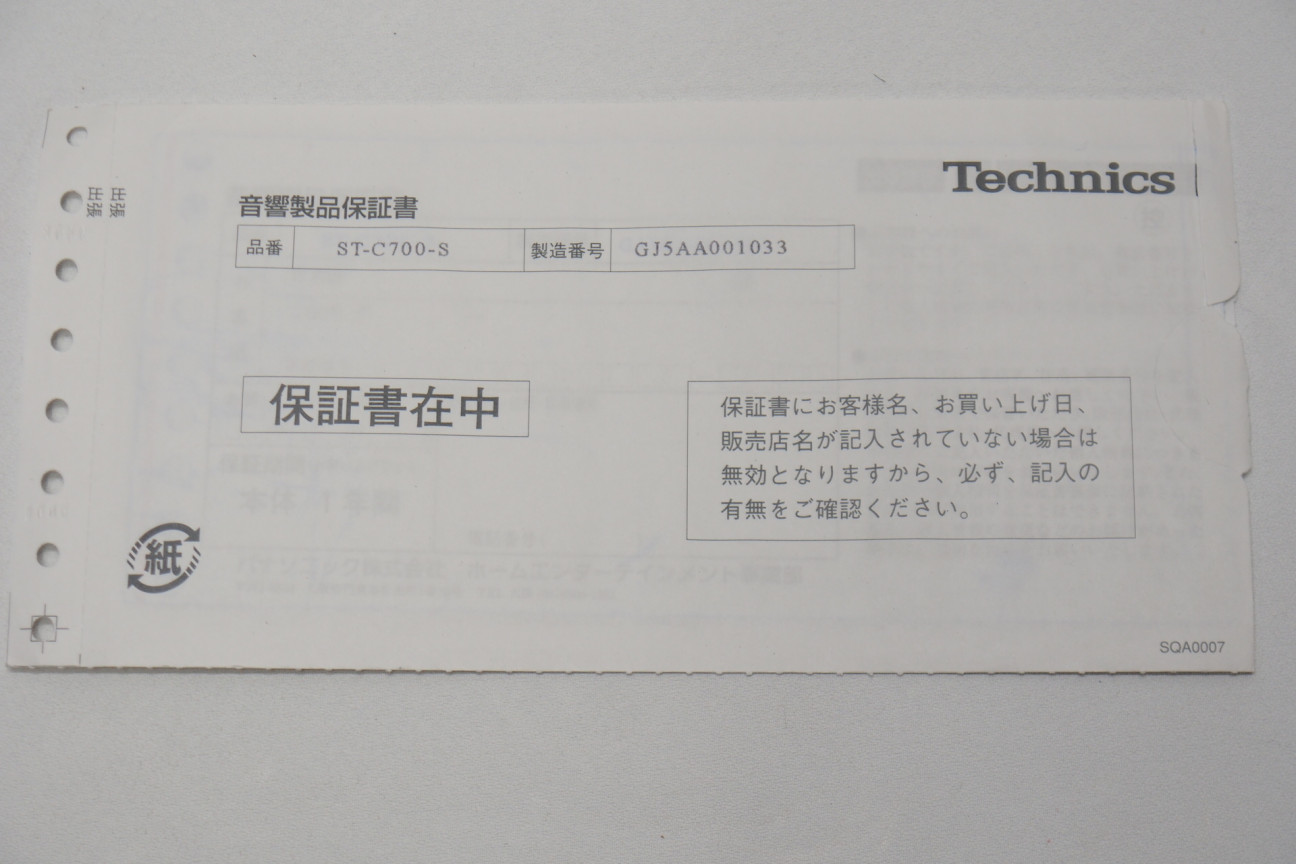 Technics
出張
出張
音響製品保証書
品番 ST-C700-S 製造番号 GJ5AA001033
保証書在中
保証書にお客様名、お買い上げ日、
販売店名が記入されていない場合は
無効となりますから、必ず、記入の
有無をご確認ください。
紙
SQA0007